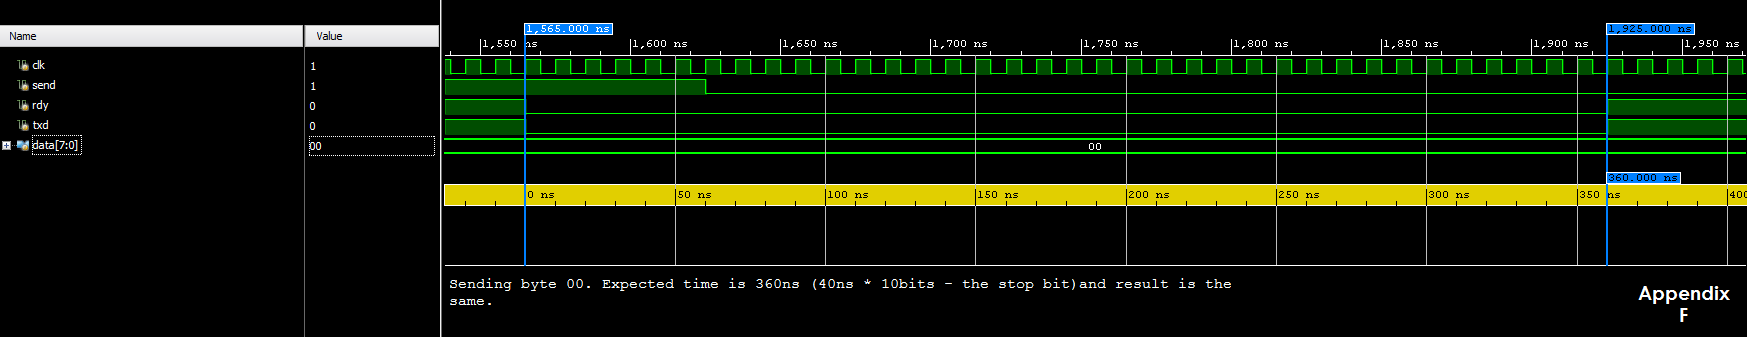 1,565.000 ns 1,925.000 ns
Name Value
1,550 ns 1,600 ns 1,650 ns 1,700 ns 1,750 ns 1,800 ns 1,850 ns 1,900 ns 1,950 ns
clk 1
send 1
rdy 0
txd 0
data[7:0] 00 00
360.000 ns
0 ns 50 ns 100 ns 150 ns 200 ns 250 ns 300 ns 350 ns 400
Sending byte 00. Expected time is 360ns (40ns * 10bits - the stop bit)and result is the
same.
Appendix
F